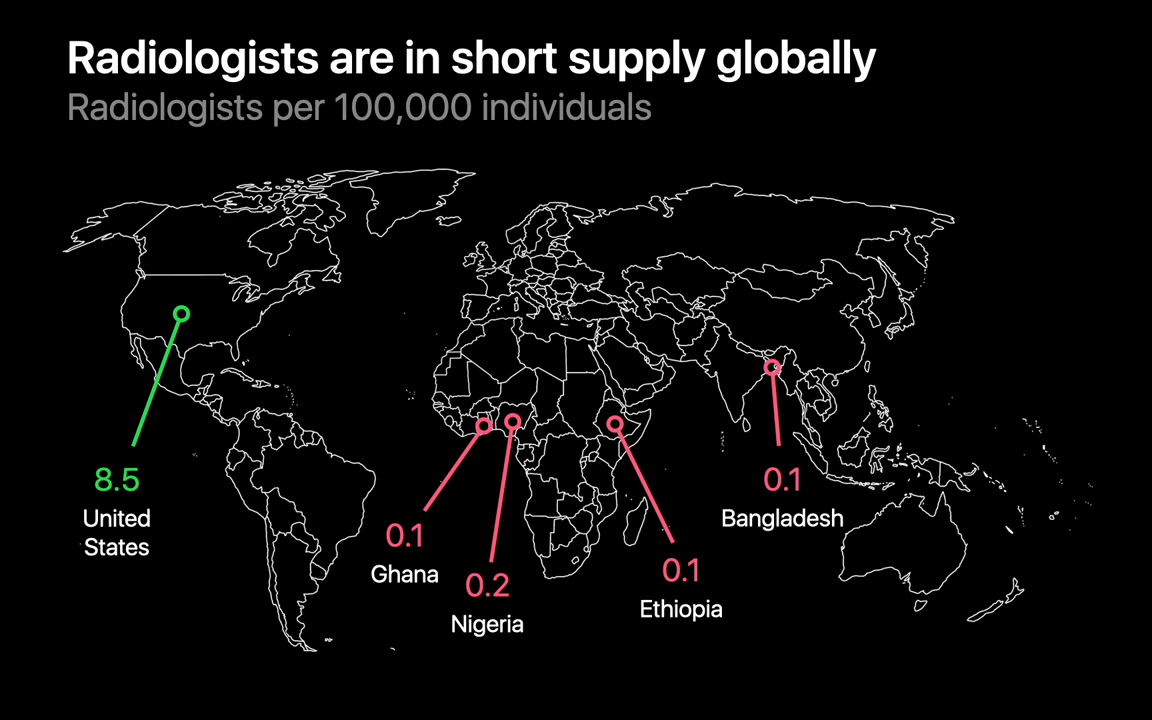 Radiologists are in short supply globally
Radiologists per 100,000 individuals
8.5
United
States
0.1
Ghana
0.2
Nigeria
0.1
Ethiopia
0.1
Bangladesh